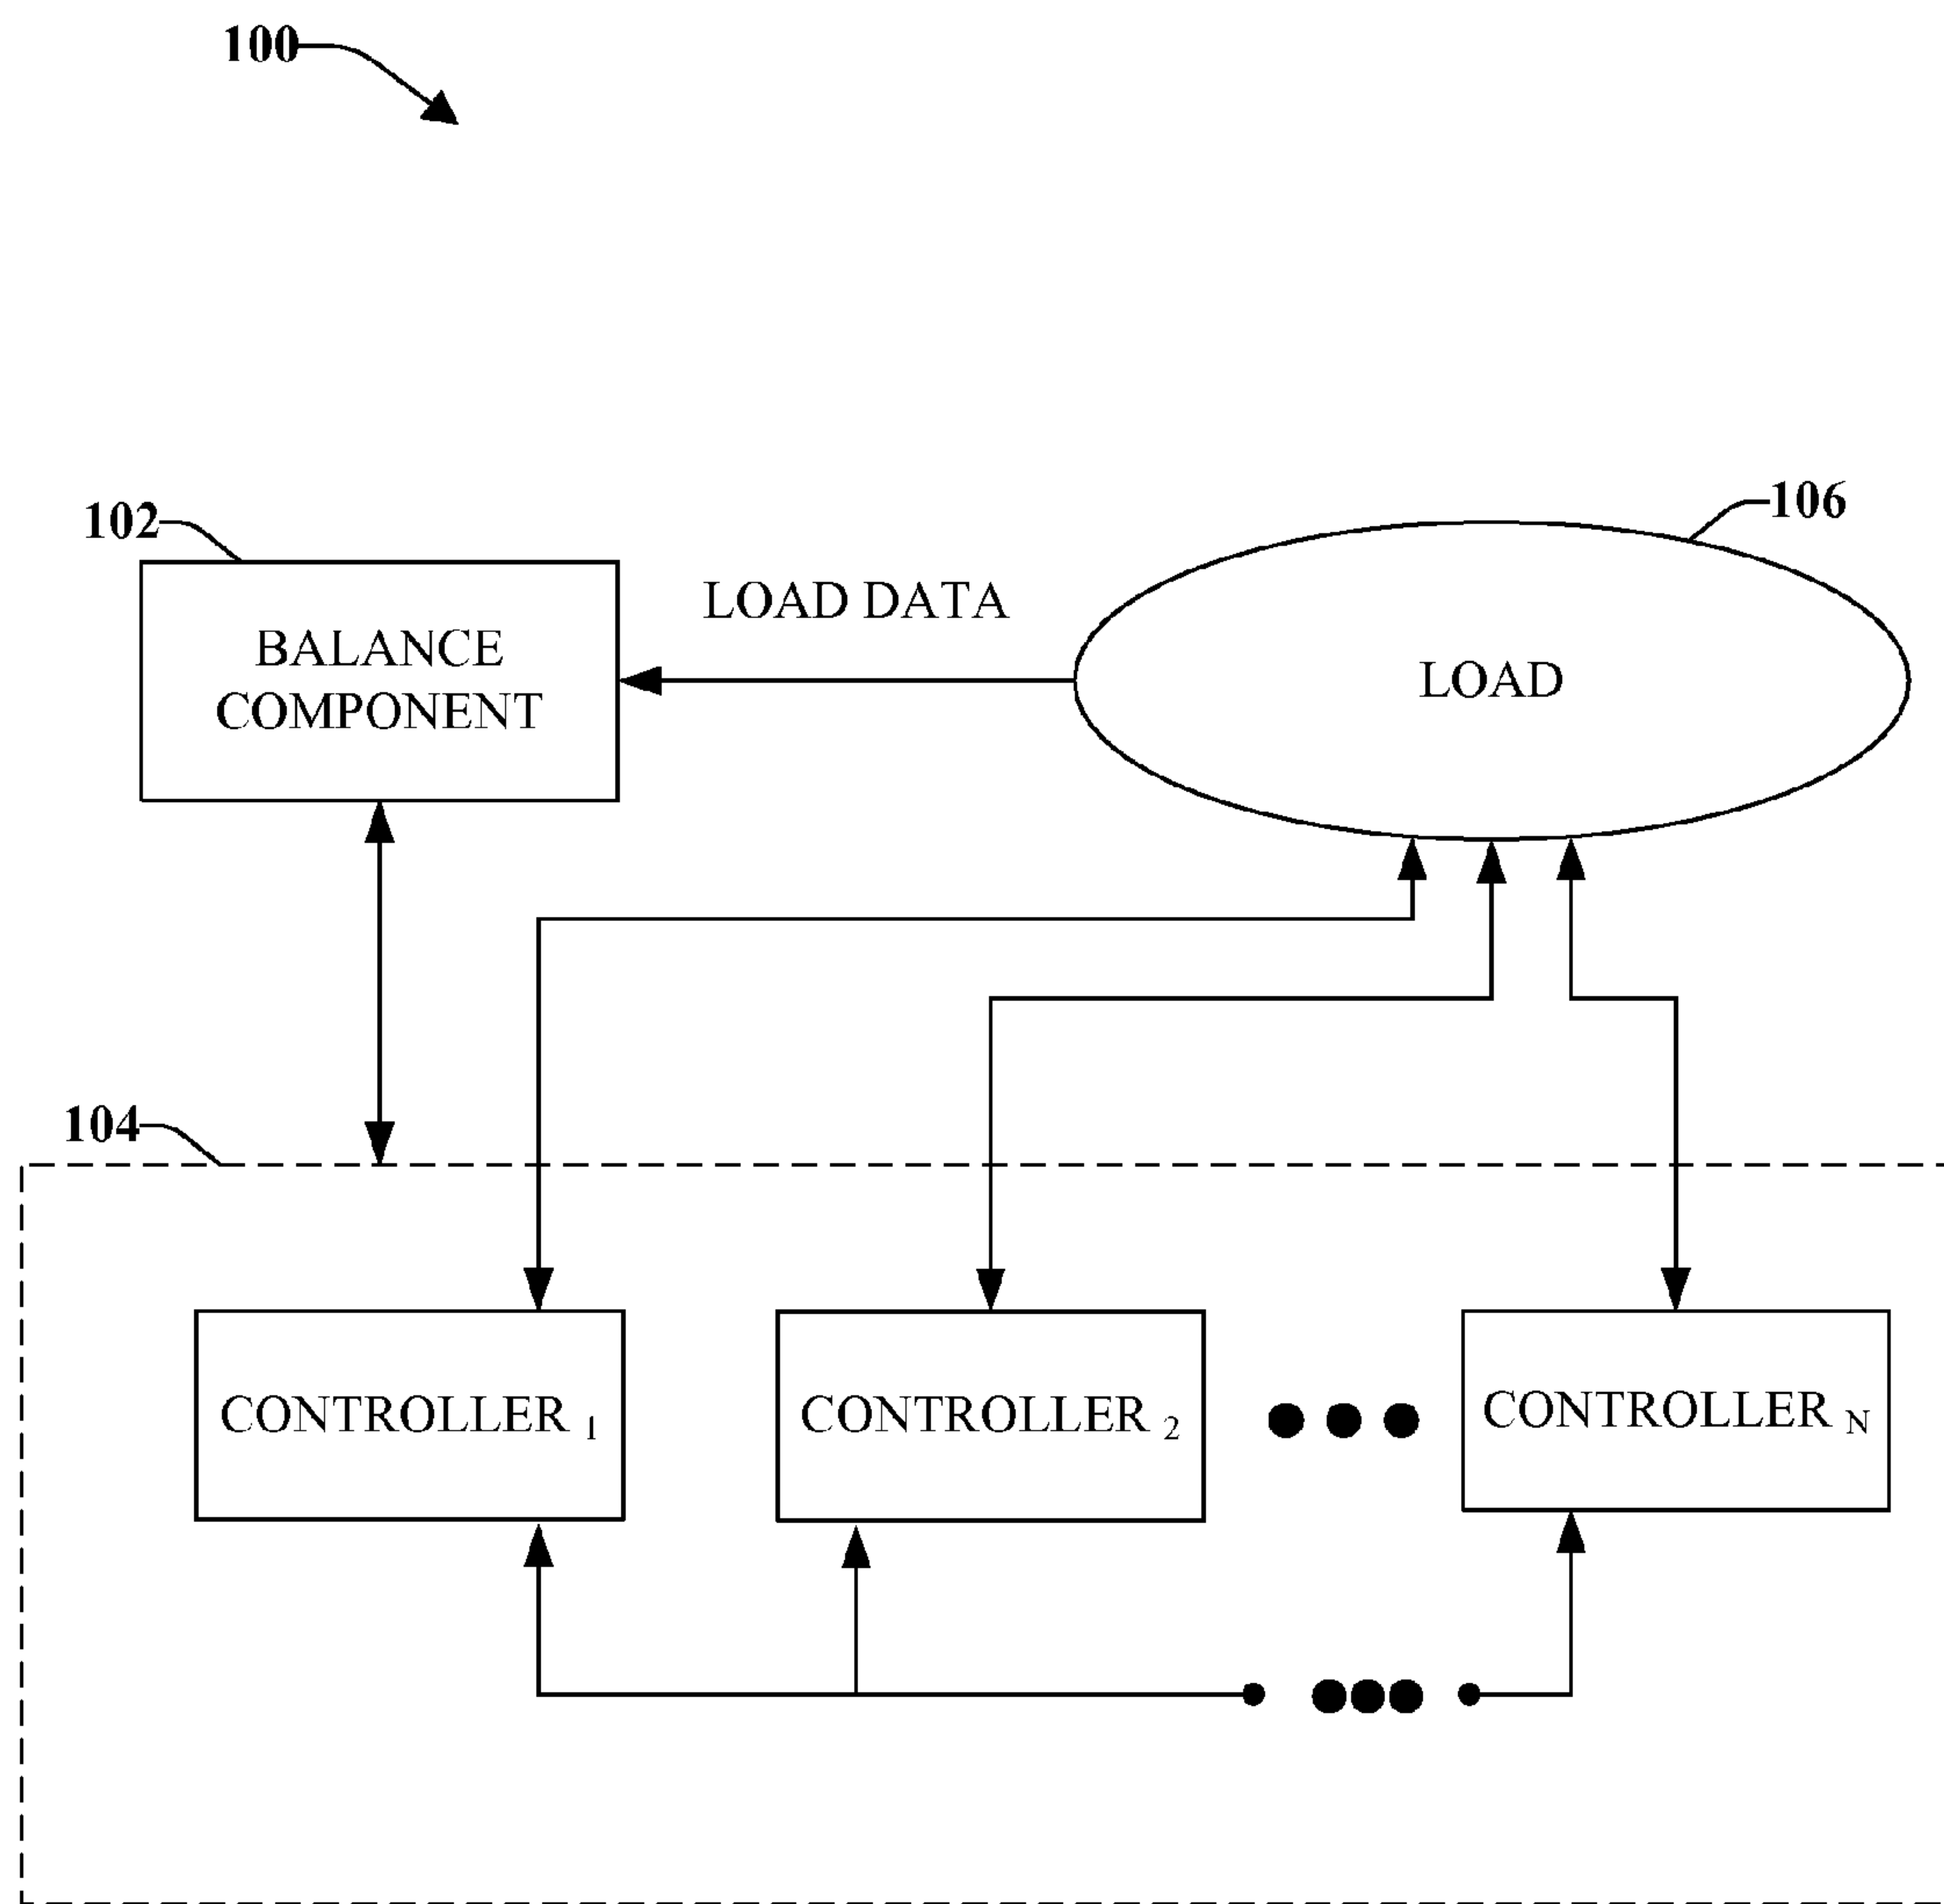 100
102
106
LOAD DATA
BALANCE
COMPONENT
LOAD
104
CONTROLLER 1
CONTROLLER 2
CONTROLLER N